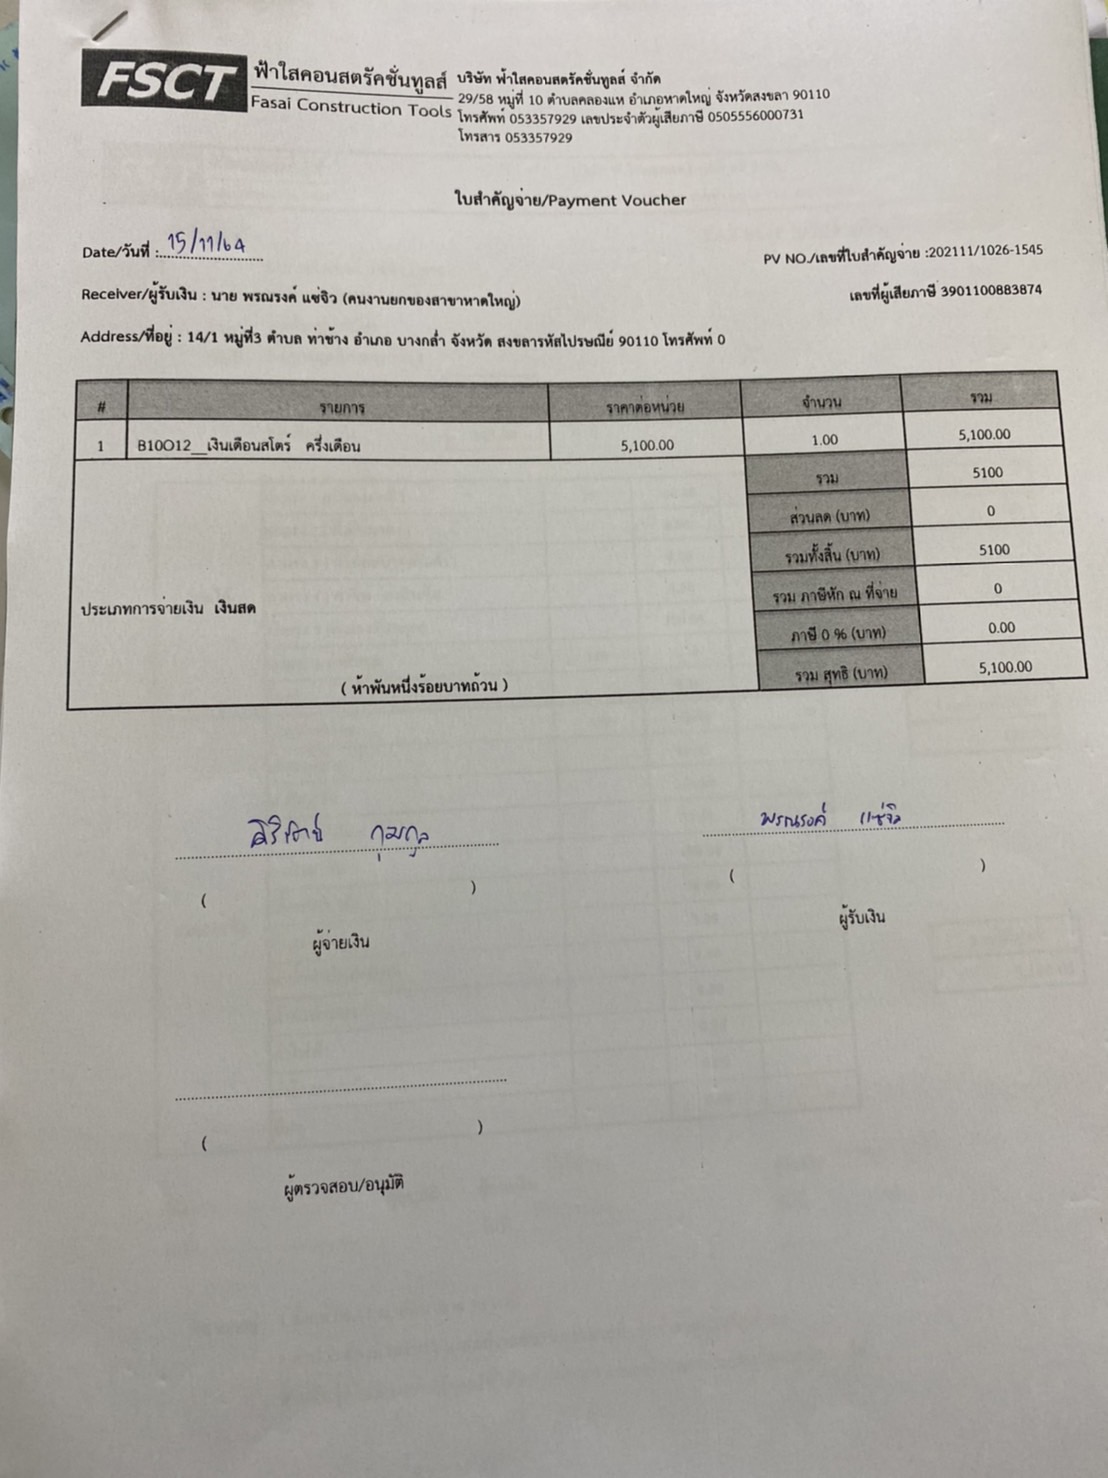 FSCT ฟ้าใสคอนสตรัคชั่นทูลส์
Fasai Construction Tools
บริษัท ฟ้าใสคอนสตรัคชั่นทูลส์ จำกัด
29/58 หมู่ที่ 10 ตำบลคลองแห อำเภอหาดใหญ่ จังหวัดสงขลา 90110
โทรศัพท์ 053357929 เลขประจำตัวผู้เสียภาษี 0505556000731
โทรสาร 053357929
ใบสำคัญจ่าย/Payment Voucher
Date/วันที่ : 15/11/64
PV NO./เลขที่ใบสำคัญจ่าย :202111/1026-1545
Receiver/ผู้รับเงิน : นาย พรณรงค์ แซ่จิว (คนงานยกของสาขาหาดใหญ่)
เลขที่ผู้เสียภาษี 3901100883874
Address/ที่อยู่ : 14/1 หมู่ที่3 ตำบล ท่าช้าง อำเภอ บางกล่ำ จังหวัด สงขลารหัสไปรษณีย์ 90110 โทรศัพท์ 0
# รายการ ราคาต่อหน่วย จำนวน รวม
1 B10O12__เงินเดือนสโตร์ ครึ่งเดือน 5,100.00 1.00 5,100.00
รวม 5100
ส่วนลด (บาท) 0
รวมทั้งสิ้น (บาท) 5100
รวม ภาษีหัก ณ ที่จ่าย 0
ประเภทการจ่ายเงิน เงินสด
ภาษี 0 % (บาท) 0.00
รวม สุทธิ (บาท) 5,100.00
( ห้าพันหนึ่งร้อยบาทถ้วน )
พรณรงค์ แซ่จิว
( )
( )
ผู้จ่ายเงิน
ผู้รับเงิน
( )
ผู้ตรวจสอบ/อนุมัติ